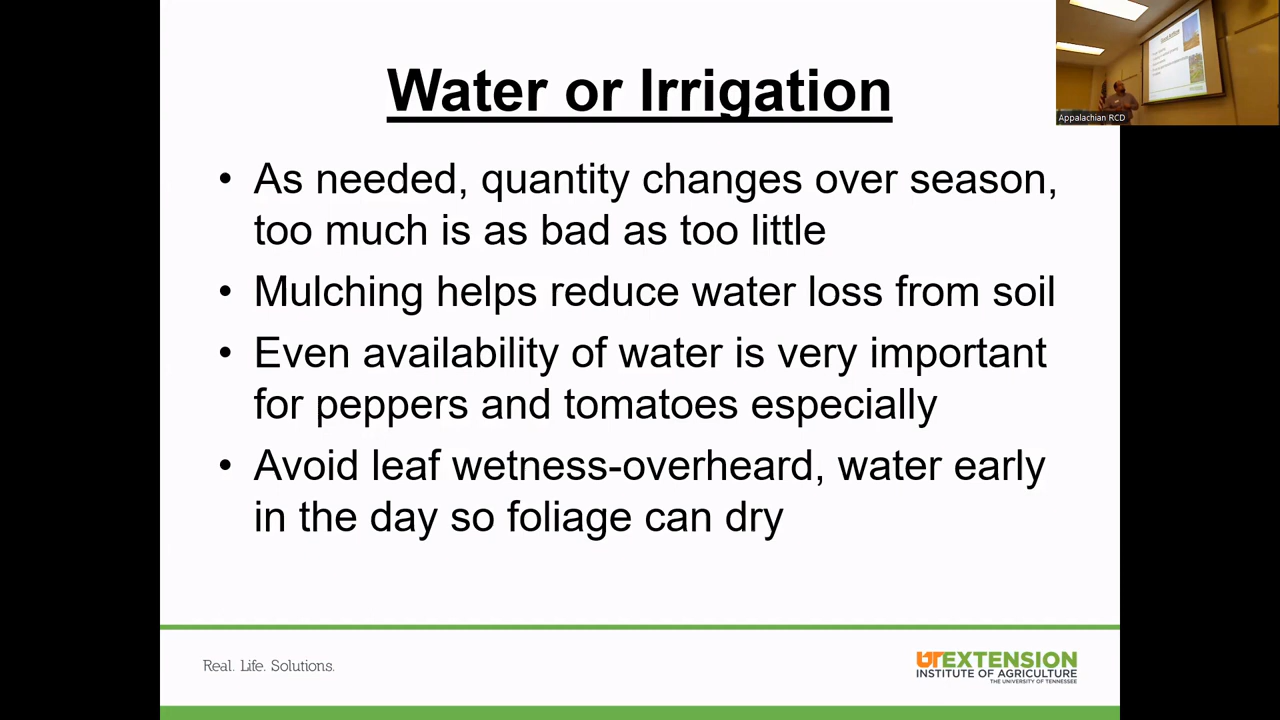 Water or Irrigation
• As needed, quantity changes over season,
too much is as bad as too little
• Mulching helps reduce water loss from soil
• Even availability of water is very important
for peppers and tomatoes especially
• Avoid leaf wetness-overheard, water early
in the day so foliage can dry
Real. Life. Solutions.
UTEXTENSION
INSTITUTE OF AGRICULTURE
THE UNIVERSITY OF TENNESSEE
Appalachian RCD